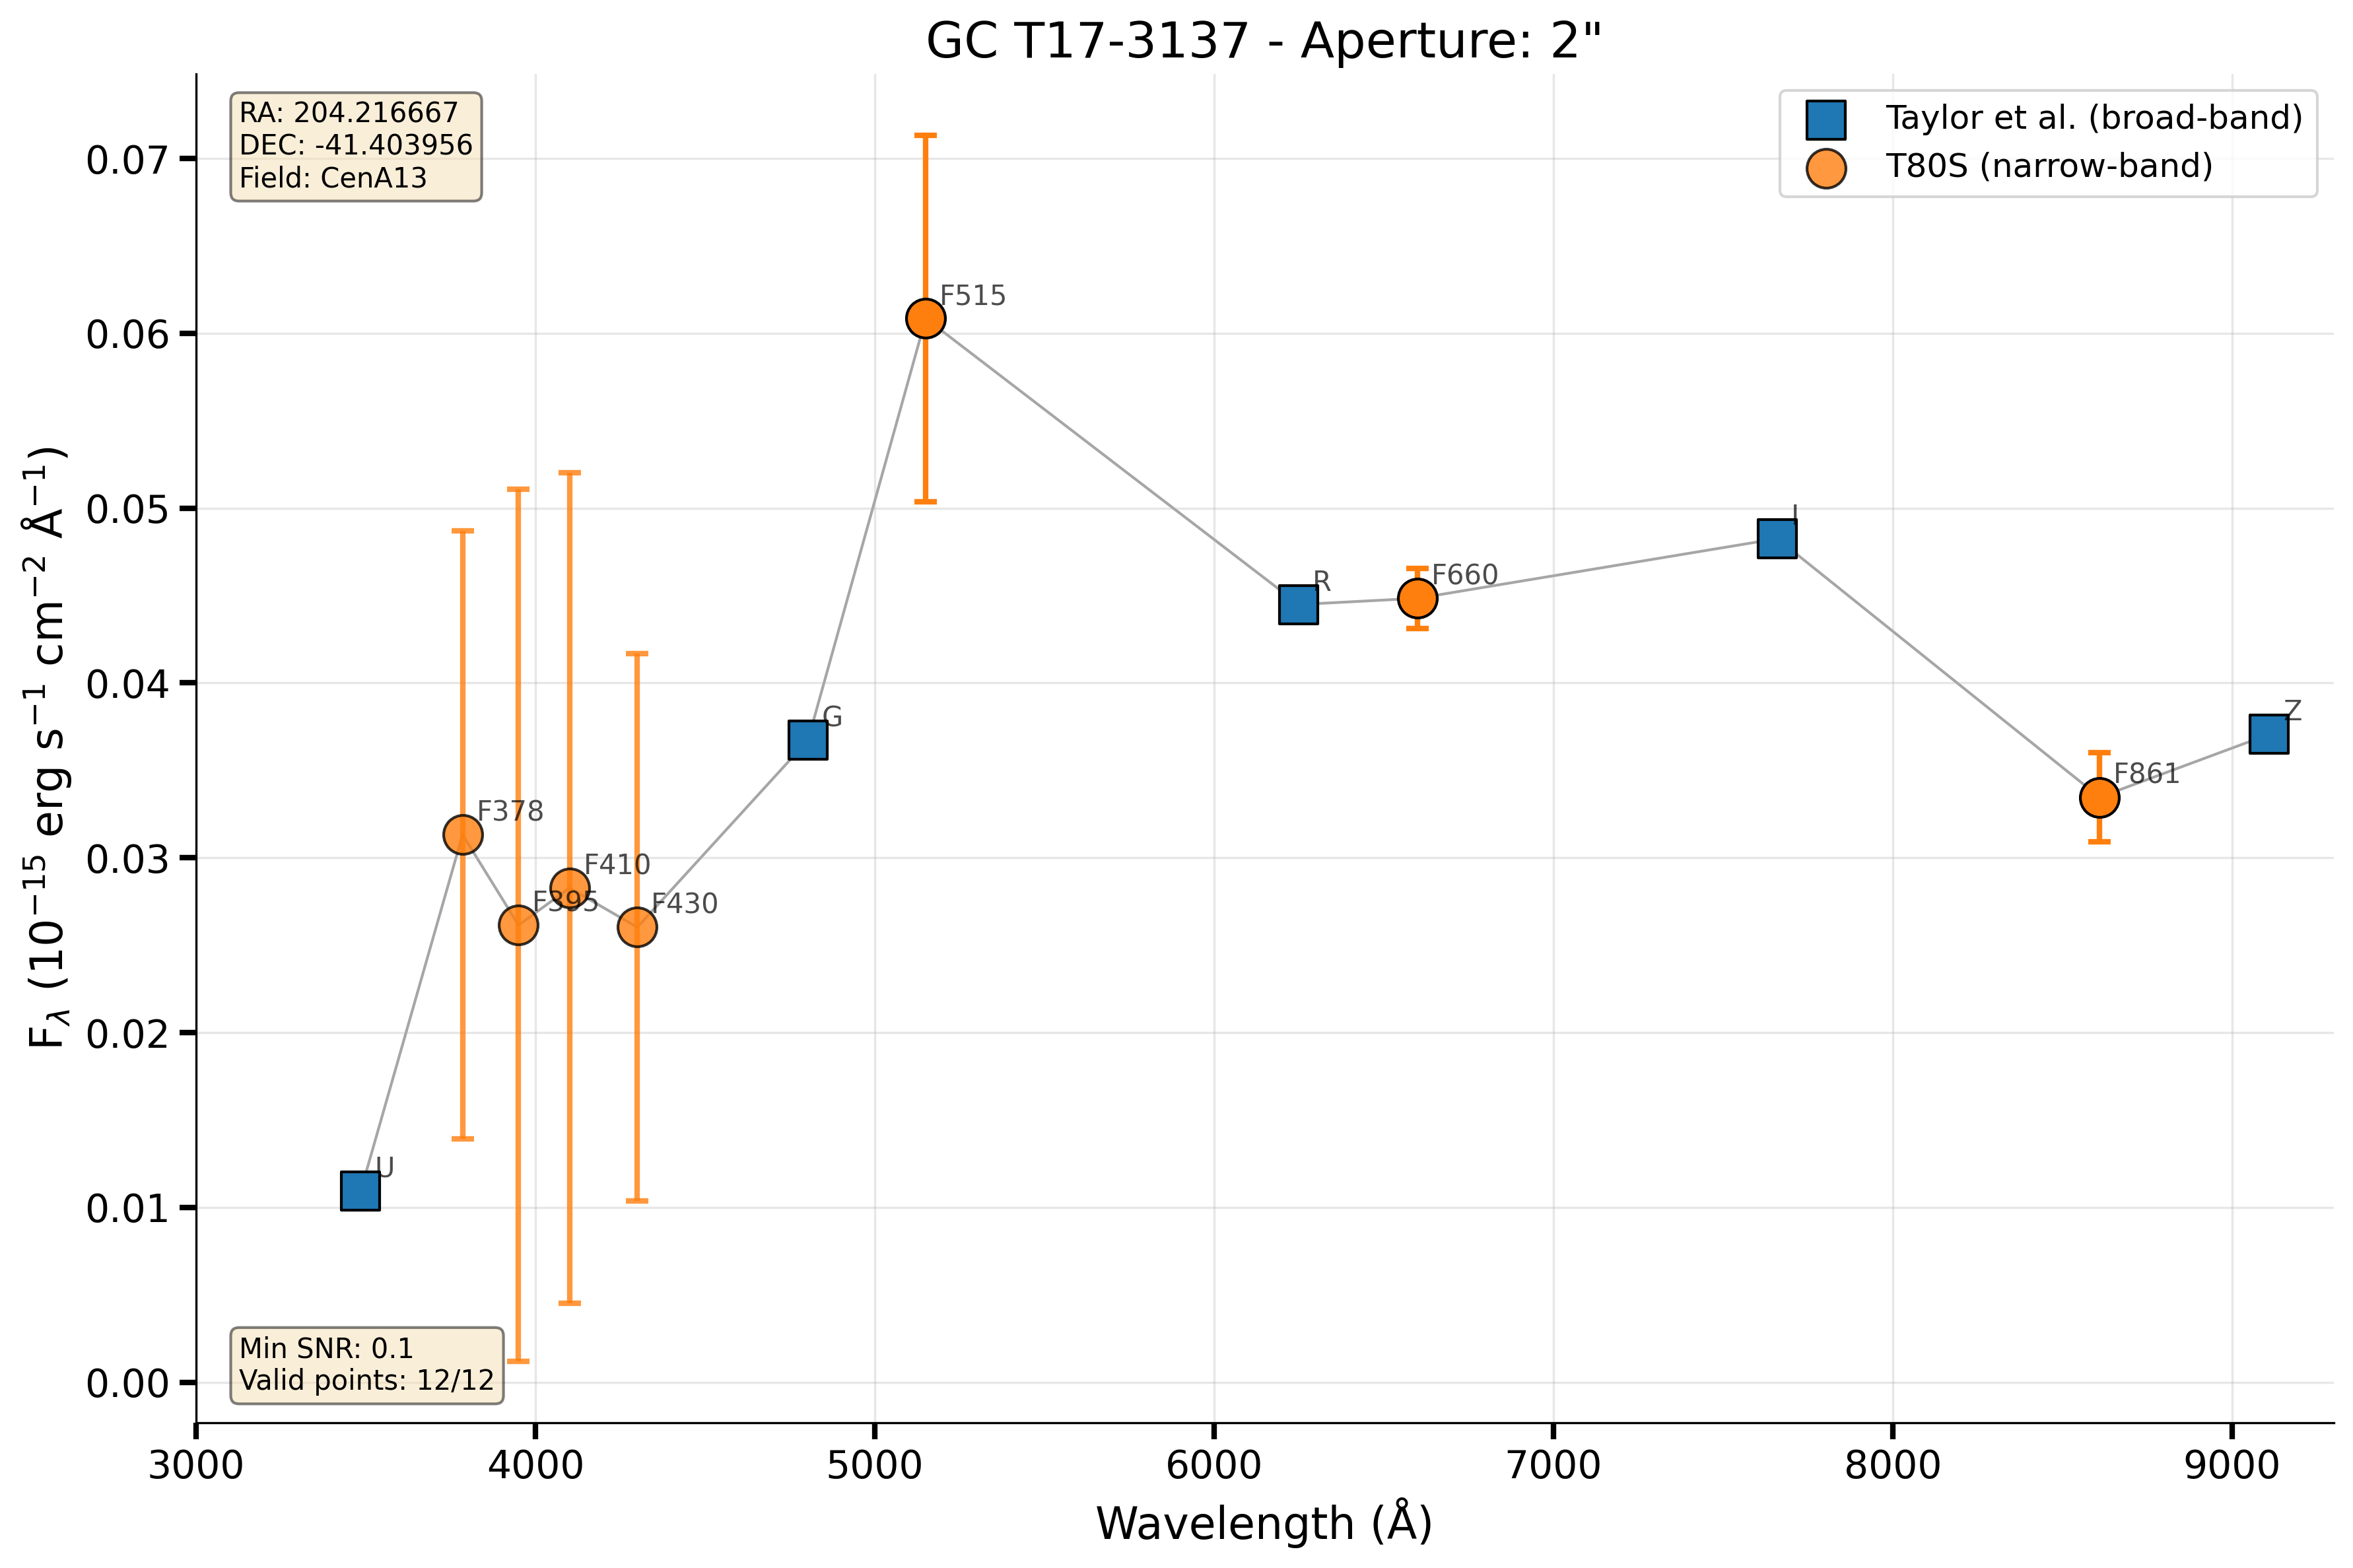 GC T17-3137 - Aperture: 2"
RA: 204.216667
DEC: -41.403956
Field: CenA13
Taylor et al. (broad-band)
T80S (narrow-band)
0.07
0.06
0.05
0.04
0.03
0.02
0.01
0.00
F_λ (10⁻¹⁵ erg s⁻¹ cm⁻² Å⁻¹)
U
F378
F395
F410
F430
G
F515
R
F660
I
F861
Z
Min SNR: 0.1
Valid points: 12/12
3000 4000 5000 6000 7000 8000 9000
Wavelength (Å)